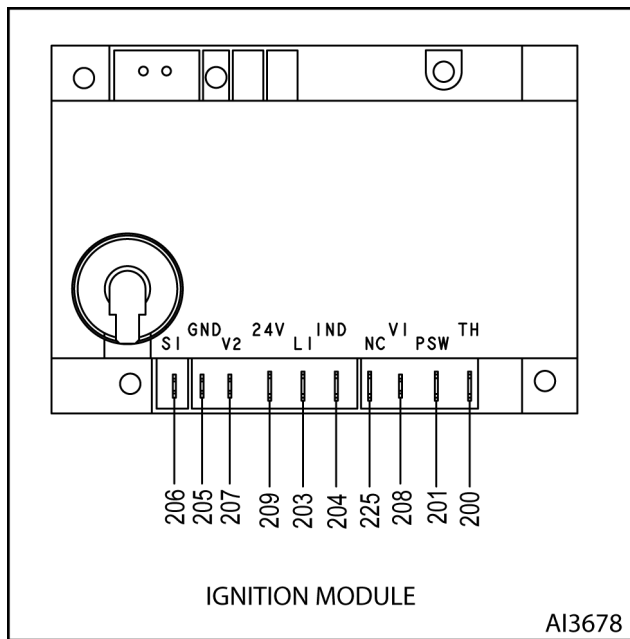 GND 24V IND VI TH
SI V2 LI NC PSW
206 205 207 209 203 204 225 208 201 200
IGNITION MODULE
AI3678